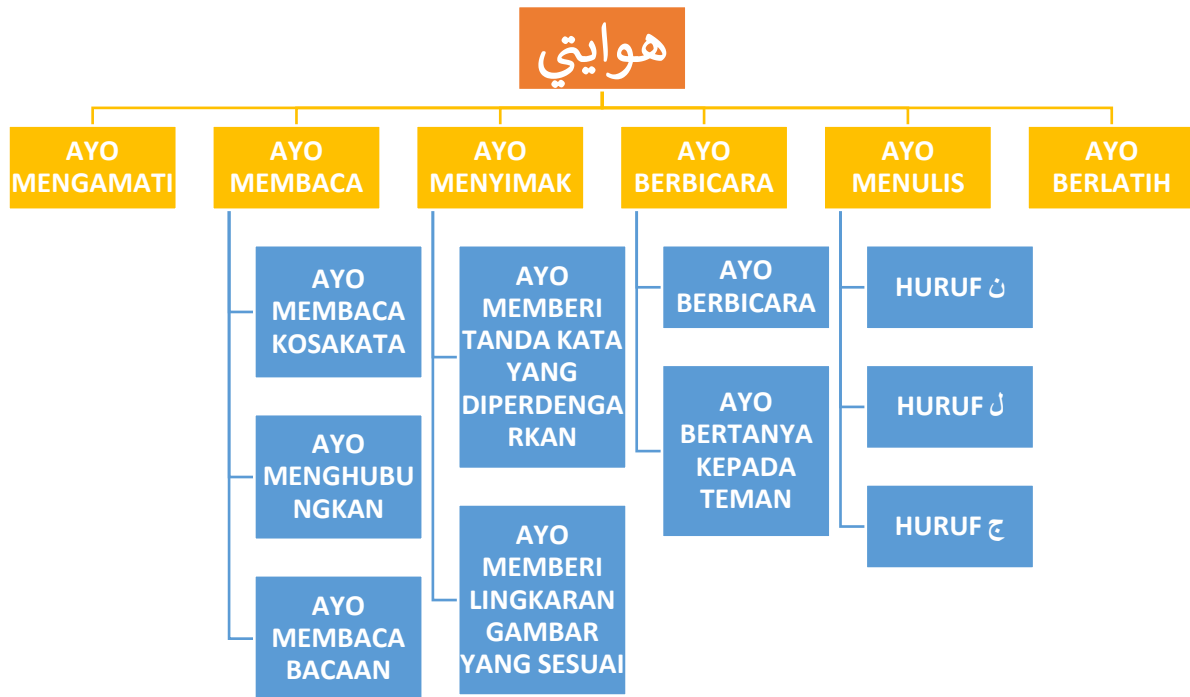 هوايتي
AYO
MENGAMATI
AYO
MEMBACA
AYO
MENYIMAK
AYO
BERBICARA
AYO
MENULIS
AYO
BERLATIH
AYO
MEMBACA
KOSAKATA
AYO
MENGHUBU
NGKAN
AYO
MEMBACA
BACAAN
AYO
MEMBERI
TANDA KATA
YANG
DIPERDENGA
RKAN
AYO
MEMBERI
LINGKARAN
GAMBAR
YANG SESUAI
AYO
BERBICARA
AYO
BERTANYA
KEPADA
TEMAN
HURUF ن
HURUF ل
HURUF ج